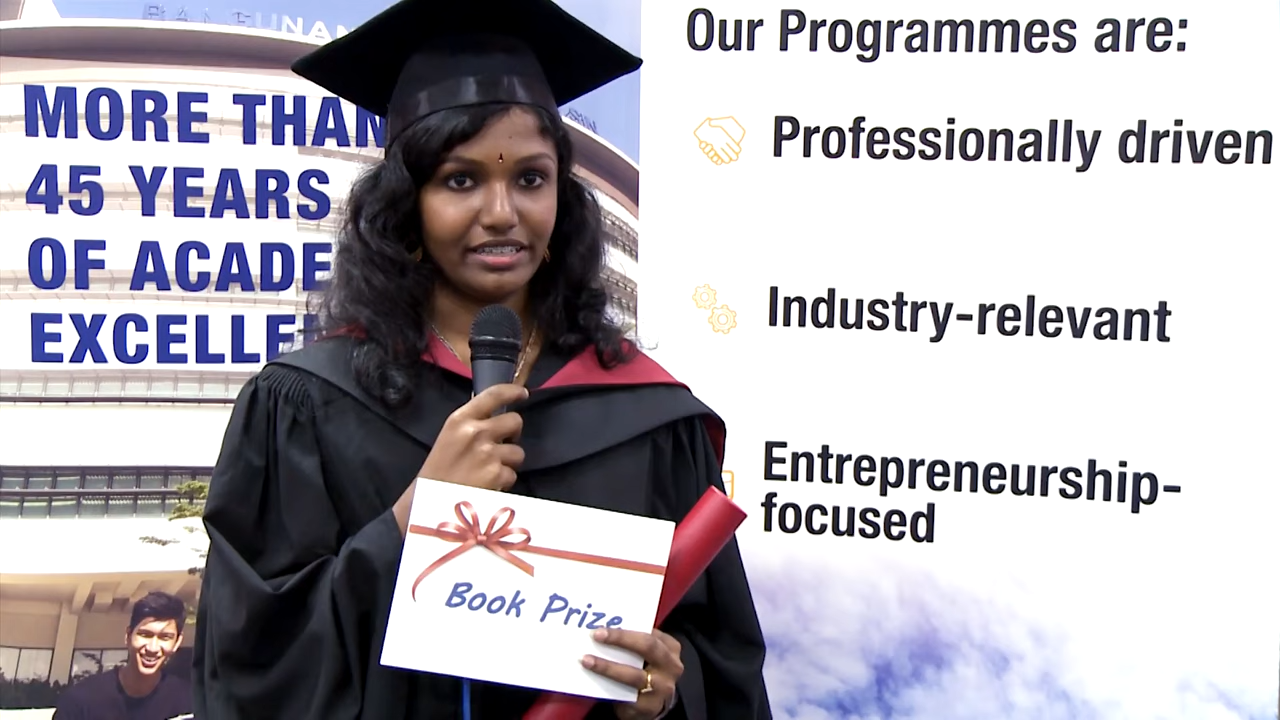 MORE THAN
45 YEARS
OF ACADE
EXCELLE
Our Programmes are:
Professionally driven
Industry-relevant
Entrepreneurship-
focused
Book Prize